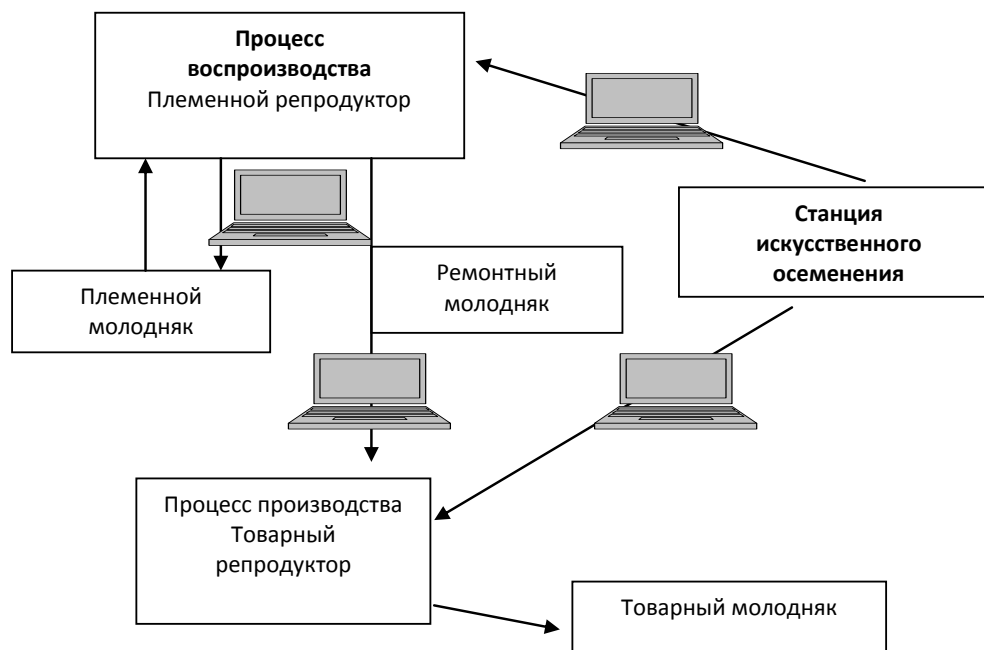 Процесс
воспроизводства
Племенной репродуктор
Станция
искусственного
осеменения
Племенной
молодняк
Ремонтный
молодняк
Процесс производства
Товарный
репродуктор
Товарный молодняк